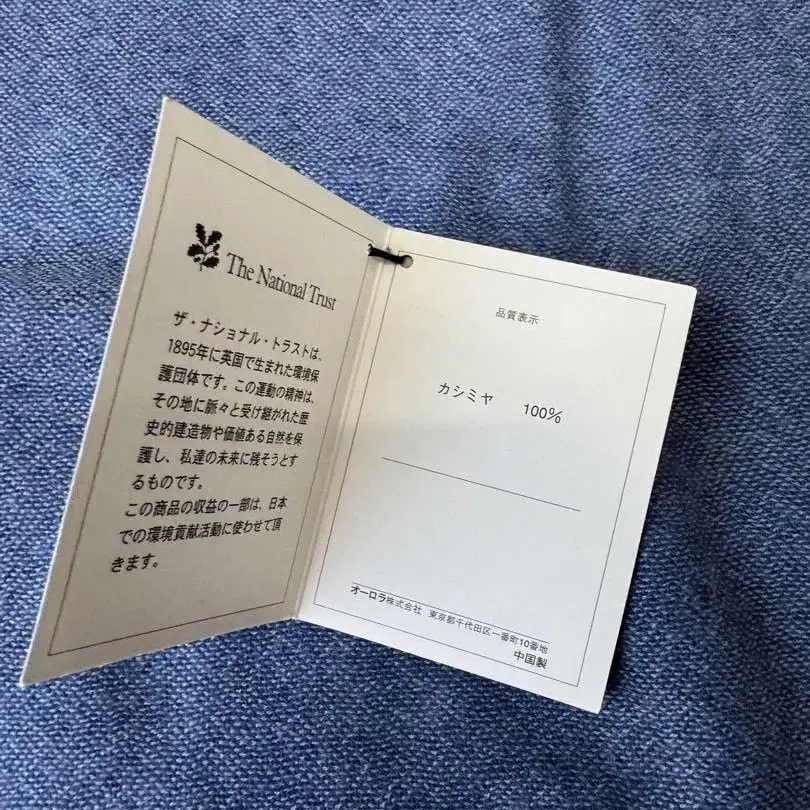 The National Trust
ザ・ナショナル・トラストは、
1895年に英国で生まれた環境保
護団体です。この運動の精神は、
その地に脈々と受け継がれた歴
史的建造物や価値ある自然を保
護し、私達の未来に残そうとす
るものです。
この商品の収益の一部は、日本
での環境貢献活動に使わせて頂
きます。
品質表示
カシミヤ 100%
オーロラ株式会社 東京都千代田区一番町10番地
中国製